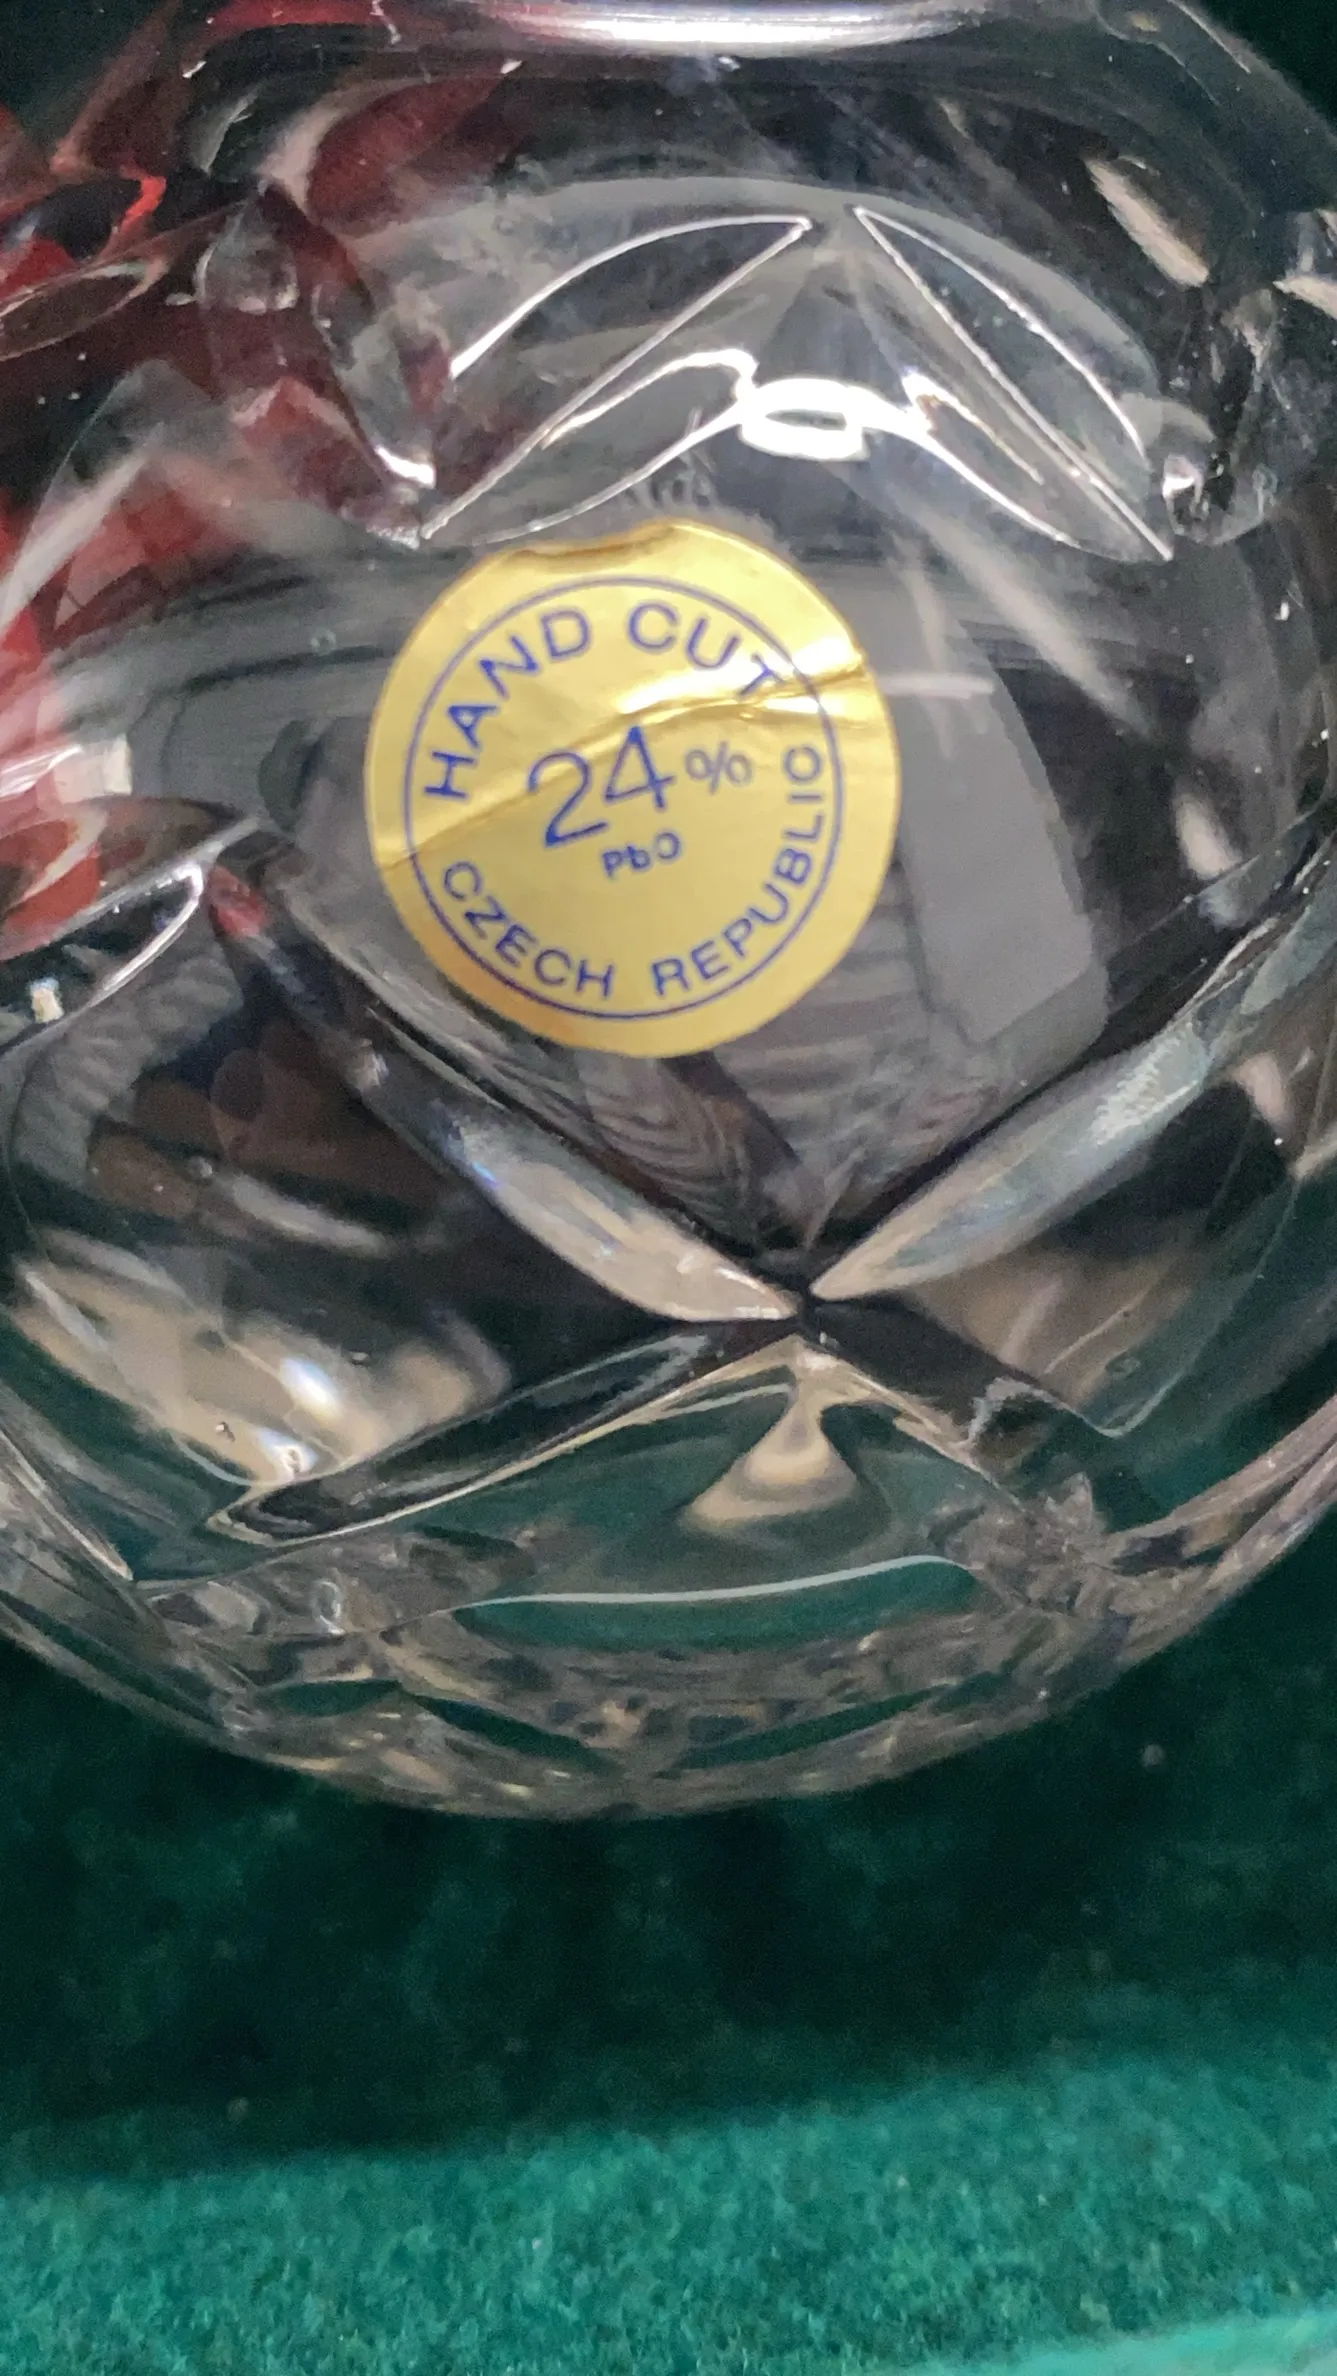 HAND CUT
24%
PbO
CZECH REPUBLIC